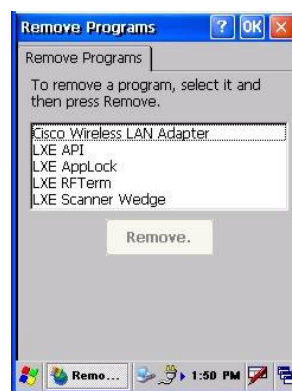 Remove Programs ? OK ×
Remove Programs
To remove a program, select it and
then press Remove.
Cisco Wireless LAN Adapter
LXE API
LXE AppLock
LXE RFTerm
LXE Scanner Wedge
Remove.
Remo... 1:50 PM